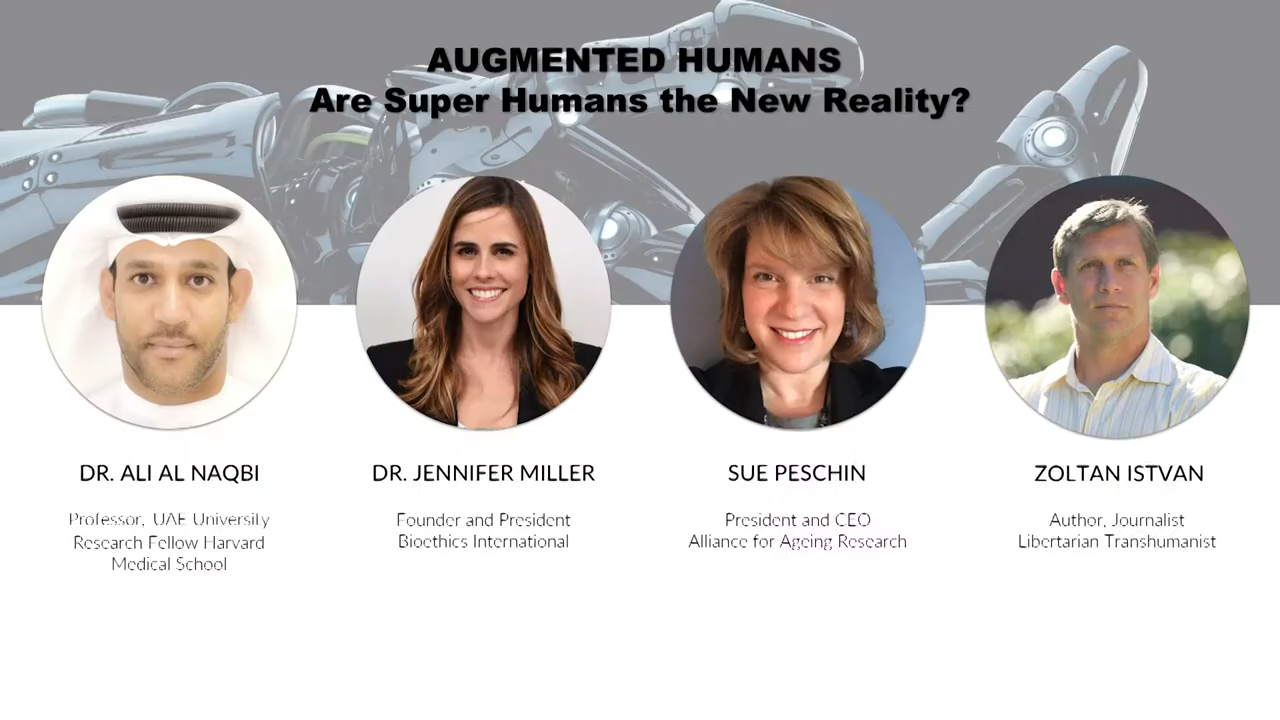 AUGMENTED HUMANS
Are Super Humans the New Reality?
DR. ALI AL NAQBI
Professor, UAE University
Research Fellow Harvard
Medical School
DR. JENNIFER MILLER
Founder and President
Bioethics International
SUE PESCHIN
President and CEO
Alliance for Ageing Research
ZOLTAN ISTVAN
Author, Journalist
Libertarian Transhumanist